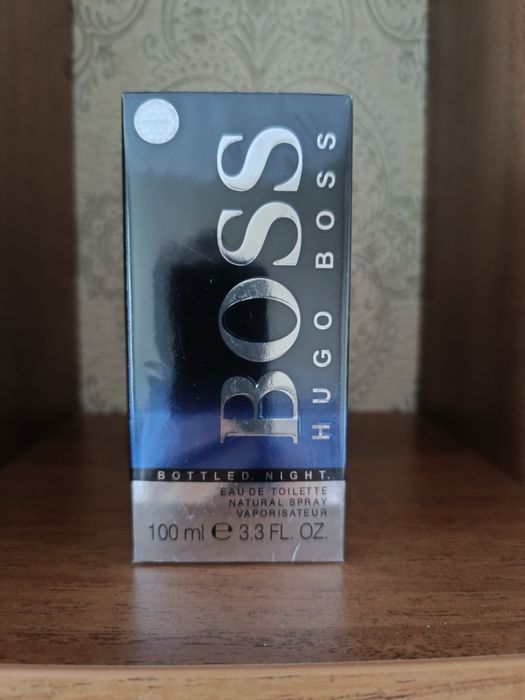 BOSS
HUGO BOSS
BOTTLED. NIGHT.
EAU DE TOILETTE
NATURAL SPRAY
VAPORISATEUR
100 ml ℮ 3.3 FL. OZ.